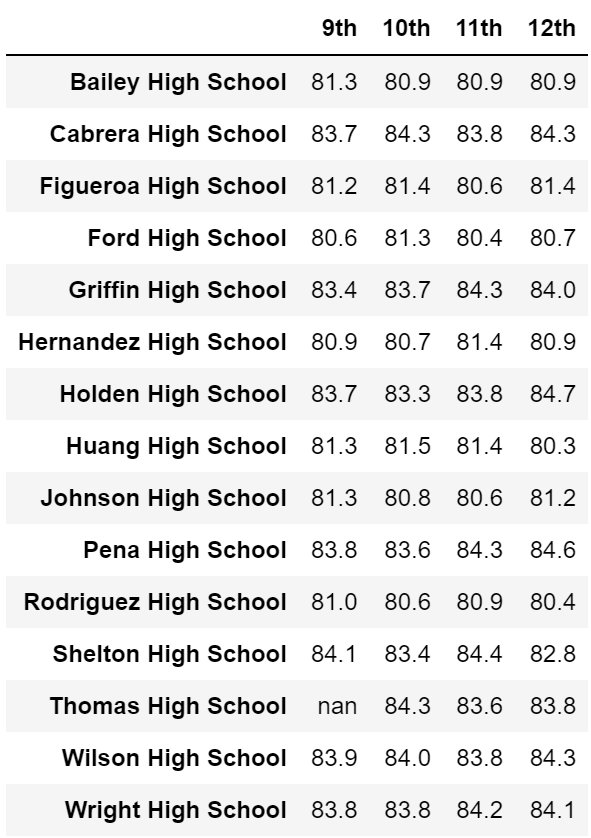 9th 10th 11th 12th
Bailey High School 81.3 80.9 80.9 80.9
Cabrera High School 83.7 84.3 83.8 84.3
Figueroa High School 81.2 81.4 80.6 81.4
Ford High School 80.6 81.3 80.4 80.7
Griffin High School 83.4 83.7 84.3 84.0
Hernandez High School 80.9 80.7 81.4 80.9
Holden High School 83.7 83.3 83.8 84.7
Huang High School 81.3 81.5 81.4 80.3
Johnson High School 81.3 80.8 80.6 81.2
Pena High School 83.8 83.6 84.3 84.6
Rodriguez High School 81.0 80.6 80.9 80.4
Shelton High School 84.1 83.4 84.4 82.8
Thomas High School nan 84.3 83.6 83.8
Wilson High School 83.9 84.0 83.8 84.3
Wright High School 83.8 83.8 84.2 84.1